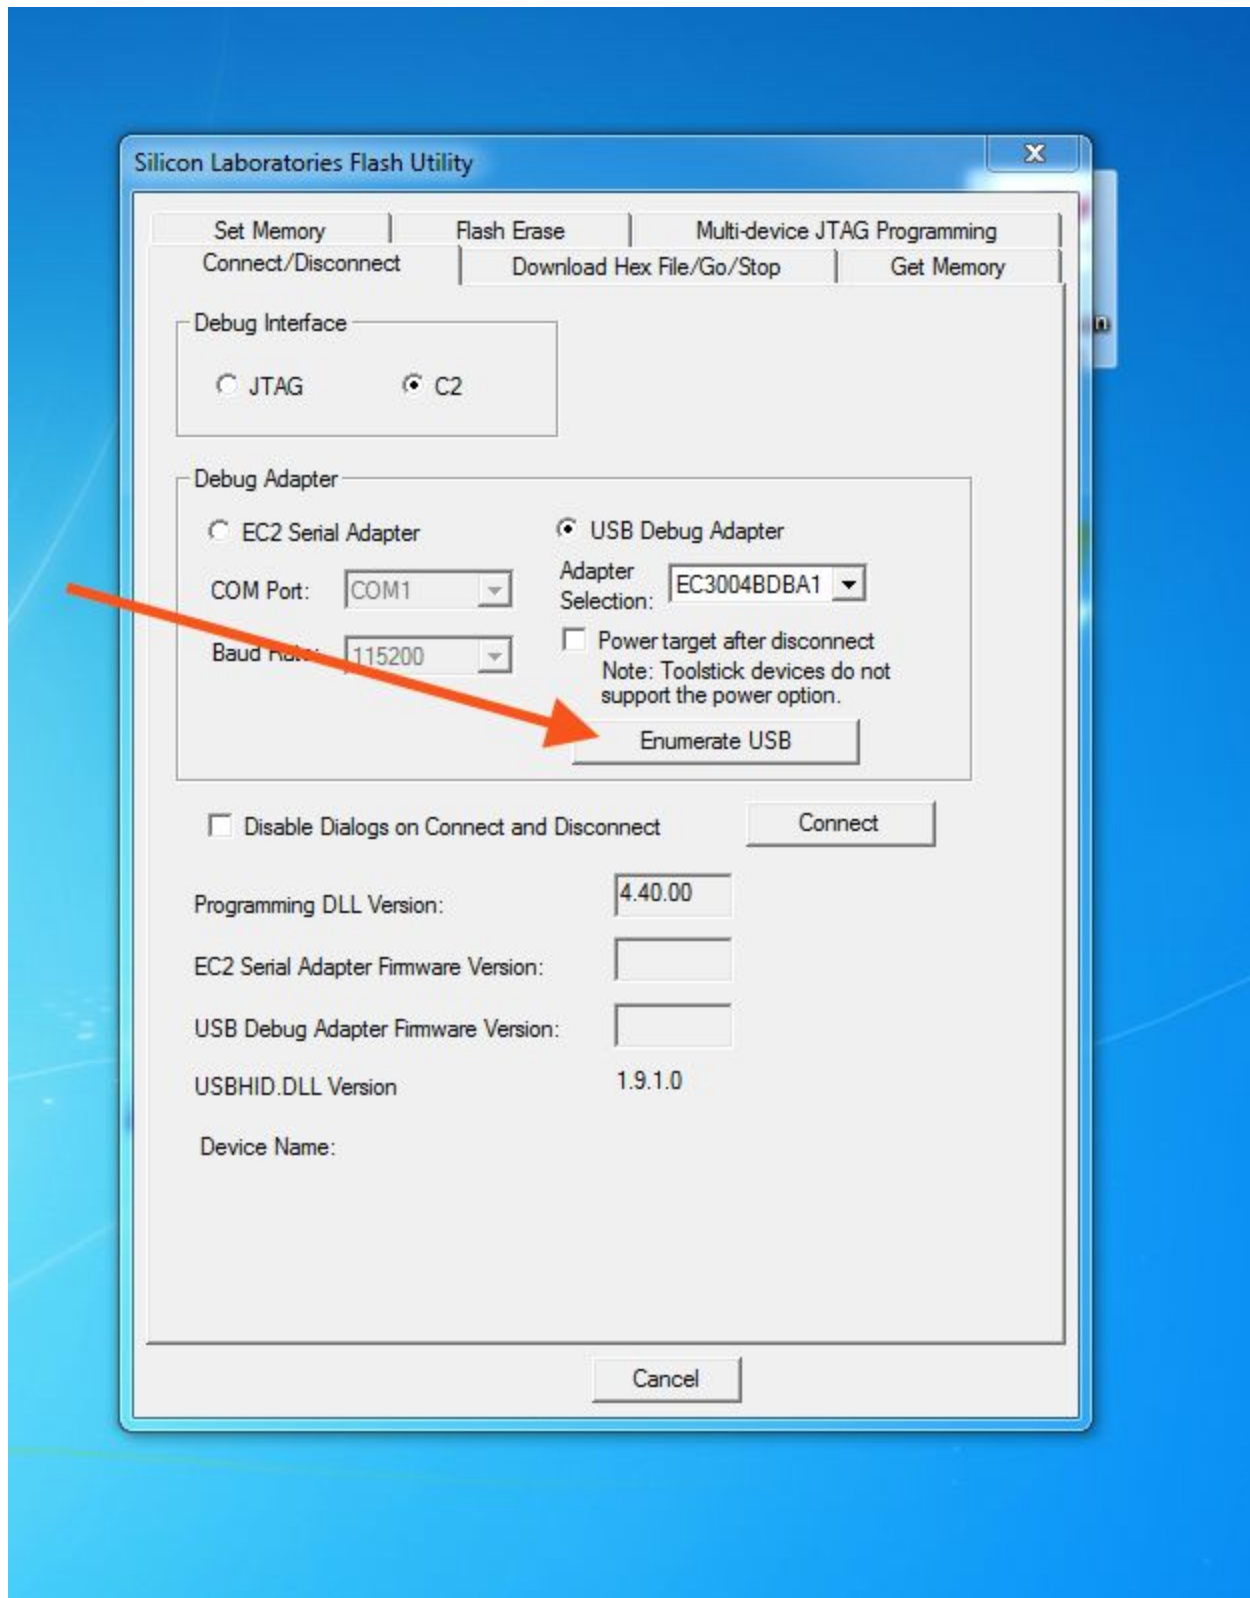 Silicon Laboratories Flash Utility
Set Memory
Flash Erase
Multi-device JTAG Programming
Connect/Disconnect
Download Hex File/Go/Stop
Get Memory
Debug Interface
JTAG
C2
Debug Adapter
EC2 Serial Adapter
USB Debug Adapter
COM Port:
COM1
Adapter
Selection:
EC3004BDBA1
Baud Rate:
115200
Power target after disconnect
Note: Toolstick devices do not
support the power option.
Enumerate USB
Disable Dialogs on Connect and Disconnect
Connect
Programming DLL Version:
4.40.00
EC2 Serial Adapter Firmware Version:
USB Debug Adapter Firmware Version:
USBHID.DLL Version
1.9.1.0
Device Name:
Cancel
n